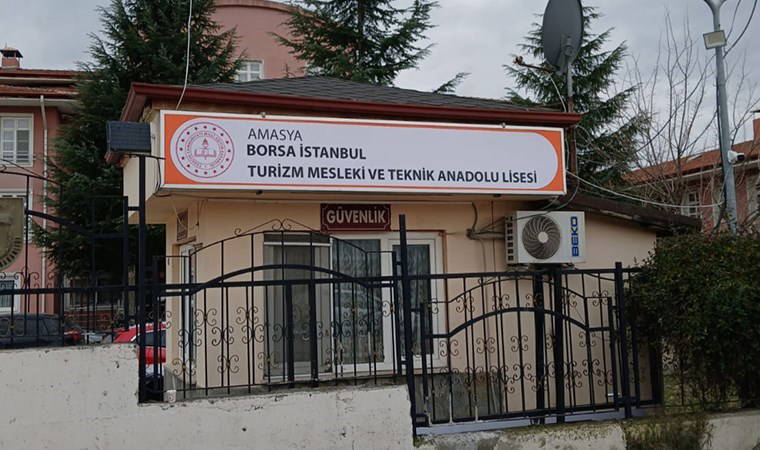 AMASYA
BORSA İSTANBUL
TURİZM MESLEKİ VE TEKNİK ANADOLU LİSESİ
GÜVENLİK
BEKO